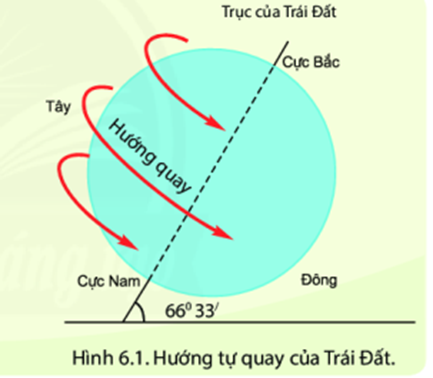 Trục của Trái Đất
Cực Bắc
Tây
Hướng quay
Cực Nam
Đông
66⁰ 33′
Hình 6.1. Hướng tự quay của Trái Đất.